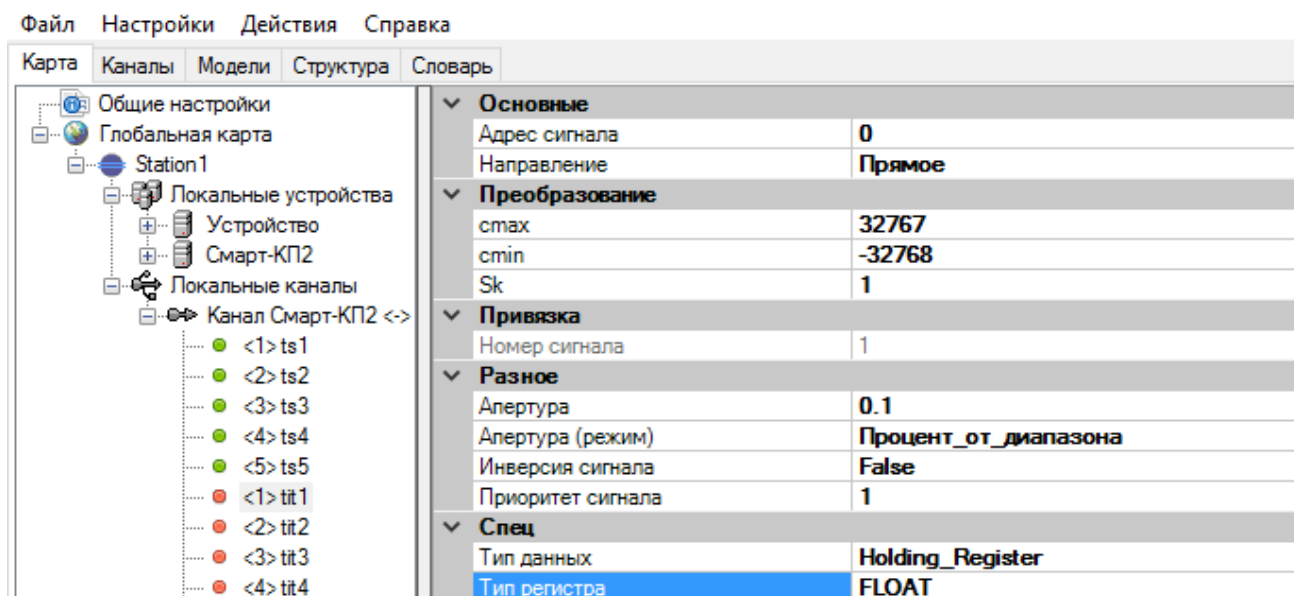 Файл Настройки Действия Справка
Карта Каналы Модели Структура Словарь
Общие настройки
Глобальная карта
Station1
Локальные устройства
Устройство
Смарт-КП2
Локальные каналы
Канал Смарт-КП2 <->
<1> ts1
<2> ts2
<3> ts3
<4> ts4
<5> ts5
<1> tit1
<2> tit2
<3> tit3
<4> tit4
Основные
Адрес сигнала 0
Направление Прямое
Преобразование
cmax 32767
cmin -32768
Sk 1
Привязка
Номер сигнала 1
Разное
Апертура 0.1
Апертура (режим) Процент_от_диапазона
Инверсия сигнала False
Приоритет сигнала 1
Спец
Тип данных Holding_Register
Тип регистра FLOAT